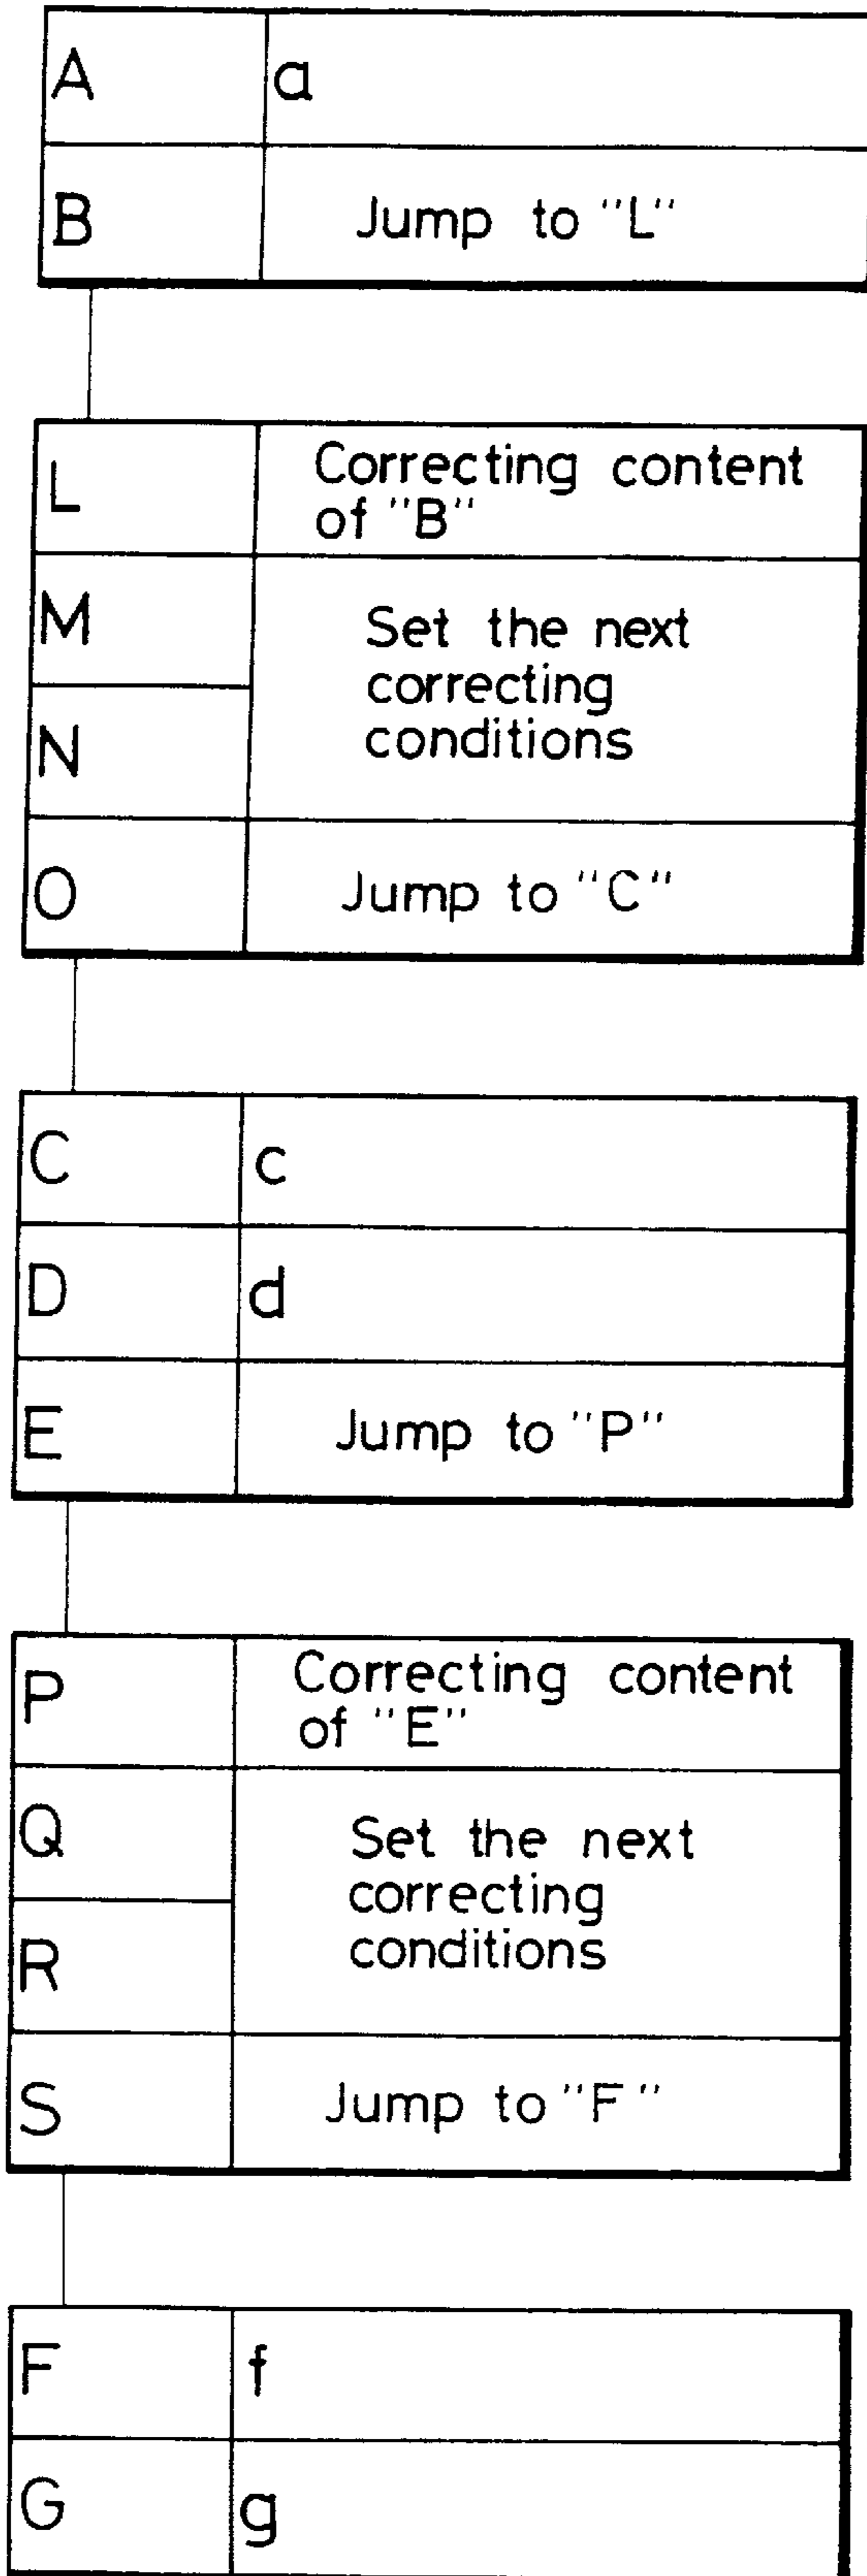 A a
B Jump to "L"
L Correcting content
of "B"
M Set the next
correcting
N conditions
O Jump to "C"
C c
D d
E Jump to "P"
P Correcting content
of "E"
Q Set the next
correcting
R conditions
S Jump to "F"
F f
G g